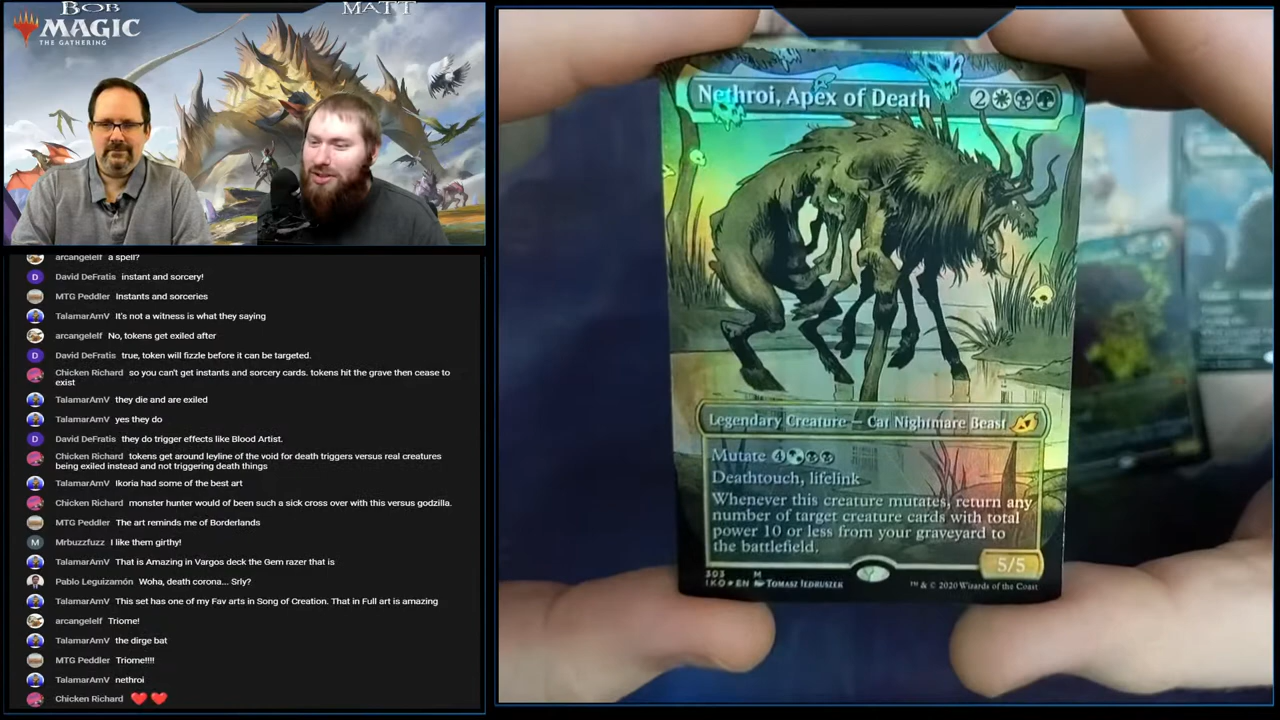 BOB
MATT
MAGIC
THE GATHERING
arcangelelf a spell?
D David DeFratis instant and sorcery!
MTG Peddler Instants and sorceries
TalamarAmV It's not a witness is what they saying
arcangelelf No, tokens get exiled after
D David DeFratis true, token will fizzle before it can be targeted.
Chicken Richard so you can't get instants and sorcery cards. tokens hit the grave then cease to
exist
TalamarAmV they die and are exiled
TalamarAmV yes they do
D David DeFratis they do trigger effects like Blood Artist.
Chicken Richard tokens get around leyline of the void for death triggers versus real creatures
being exiled instead and not triggering death things
TalamarAmV Ikoria had some of the best art
Chicken Richard monster hunter would of been such a sick cross over with this versus godzilla.
MTG Peddler The art reminds me of Borderlands
M Mrbuzzfuzz I like them girthy!
TalamarAmV That is Amazing in Vargos deck the Gem razer that is
Pablo Leguizamón Woha, death corona... Srly?
TalamarAmV This set has one of my Fav arts in Song of Creation. That in Full art is amazing
arcangelelf Triome!
TalamarAmV the dirge bat
MTG Peddler Triome!!!!
TalamarAmV nethroi
Chicken Richard ❤️ ❤️
Nethroi, Apex of Death 2
Legendary Creature — Cat Nightmare Beast
Mutate 4
Deathtouch, lifelink
Whenever this creature mutates, return any
number of target creature cards with total
power 10 or less from your graveyard to
the battlefield.
5/5
303 M
IKO ★ EN Tomasz Jedruszek
™ & © 2020 Wizards of the Coast